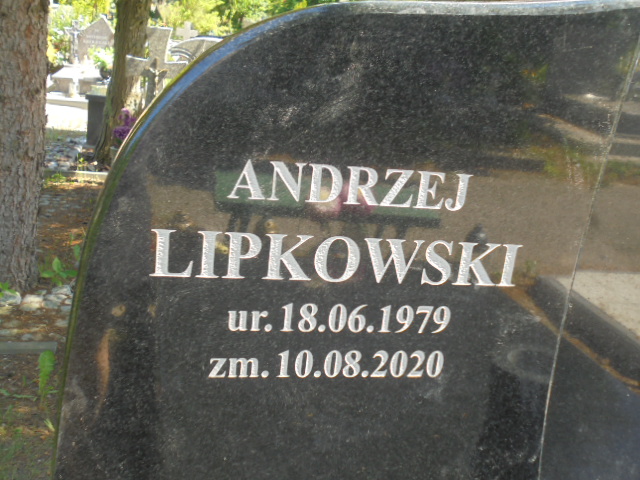 ANDRZEJ
LIPKOWSKI
ur. 18.06.1979
zm. 10.08.2020